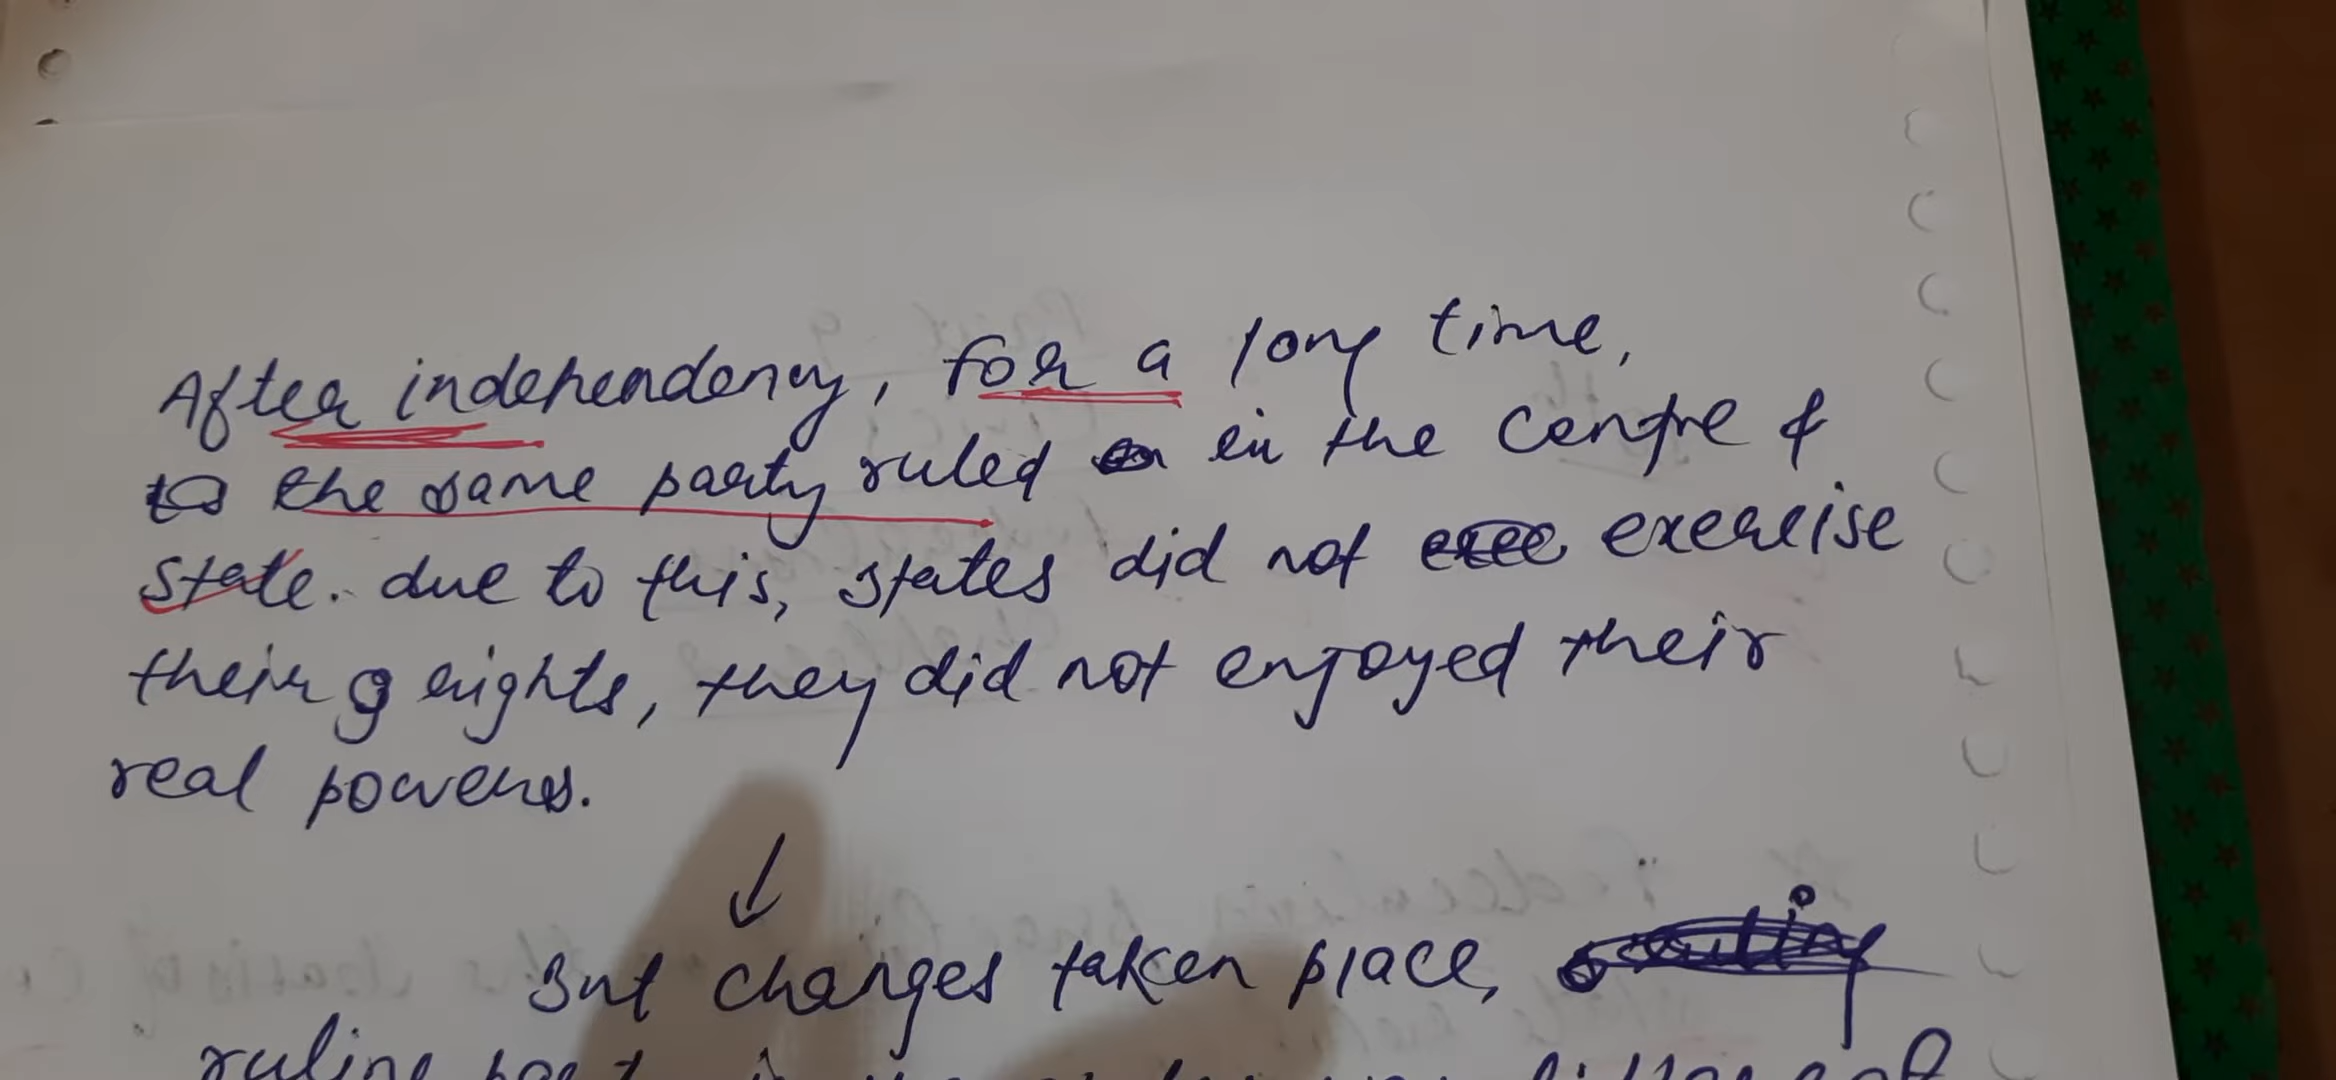 After independency, for a long time,
the same party ruled in the Centre &
State. due to this, states did not exercise
their rights, they did not enjoyed their
real powers.
↓
But changes taken place,
ruling